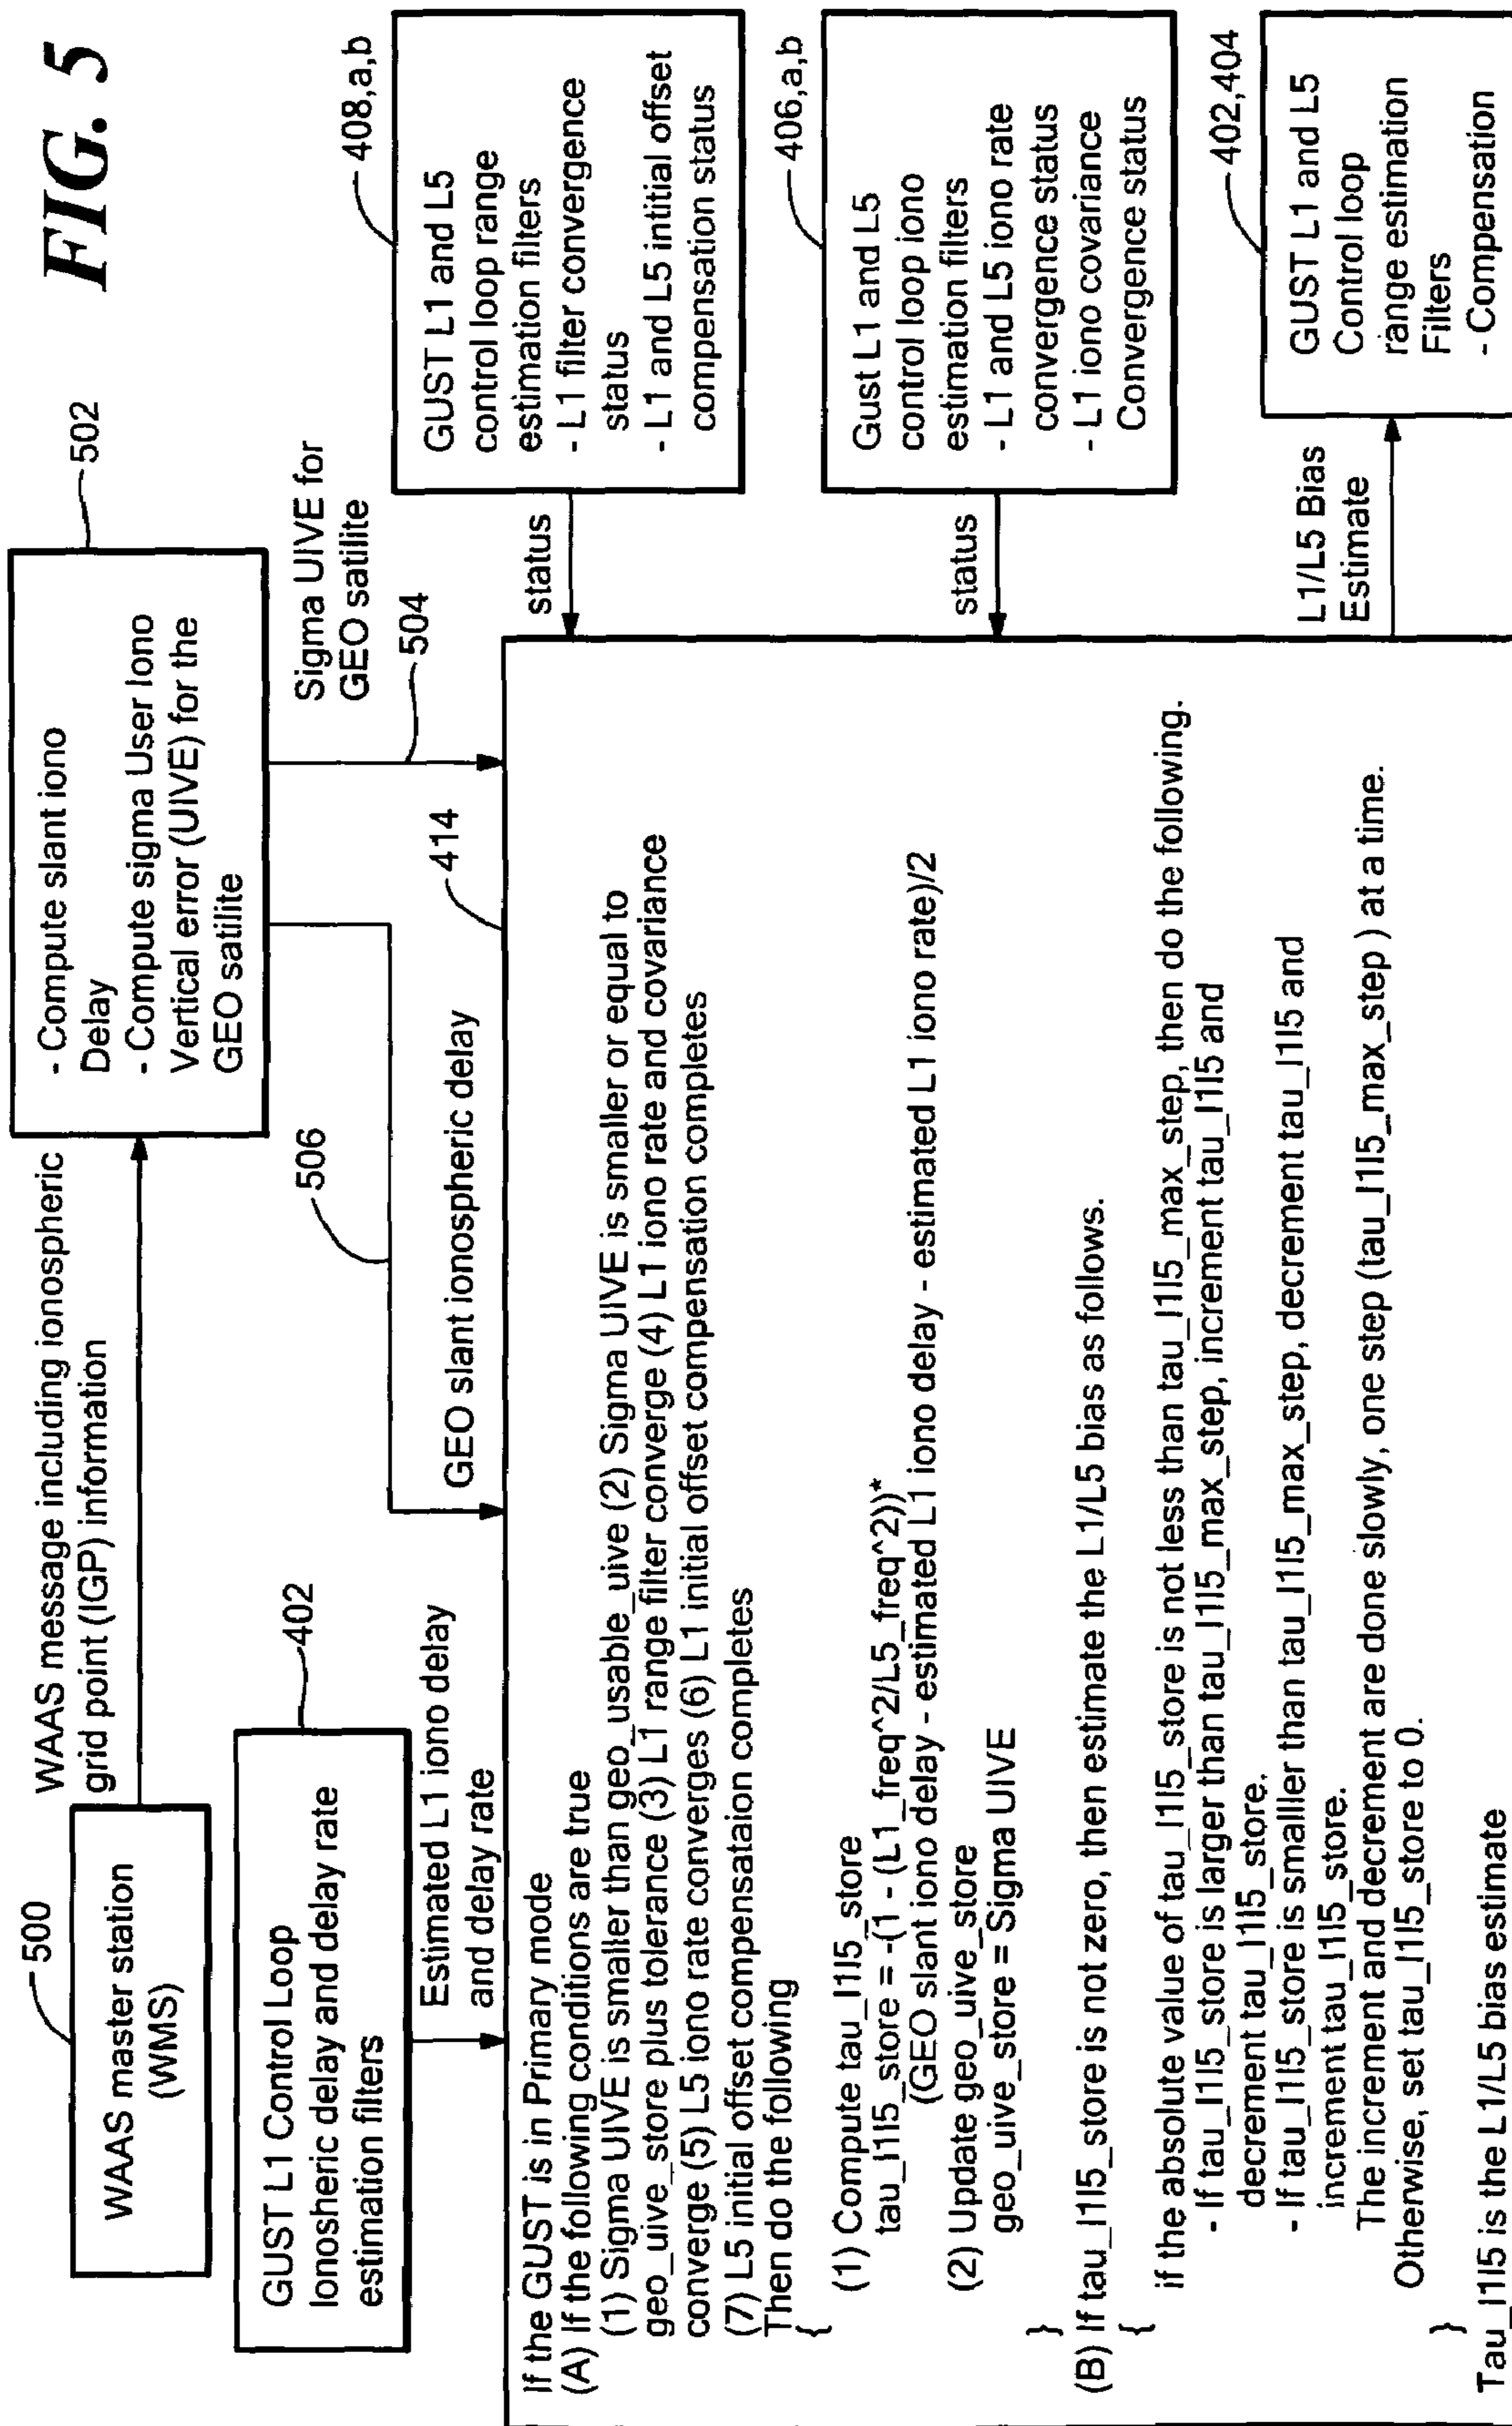 FIG. 5
500
WAAS master station
(WMS)
WAAS message including ionospheric
grid point (IGP) information
502
- Compute slant iono
Delay
- Compute sigma User Iono
Vertical error (UIVE) for the
GEO satilite
402
GUST L1 Control Loop
Ionosheric delay and delay rate
estimation filters
Estimated L1 iono delay
and delay rate
506
GEO slant ionospheric delay
414
504
Sigma UIVE for
GEO satilite
408,a,b
GUST L1 and L5
control loop range
estimation filters
- L1 filter convergence
status
- L1 and L5 intitial offset
compensation status
status
406,a,b
Gust L1 and L5
control loop iono
estimation filters
- L1 and L5 iono rate
convergence status
- L1 iono covariance
Convergence status
status
402,404
GUST L1 and L5
Control loop
range estimation
Filters
- Compensation
L1/L5 Bias
Estimate
If the GUST is in Primary mode
(A) If the following conditions are true
(1) Sigma UIVE is smaller than geo_usable_uive (2) Sigma UIVE is smaller or equal to
geo_uive_store plus tolerance (3) L1 range filter converge (4) L1 iono rate and covariance
converge (5) L5 iono rate converges (6) L1 initial offset compensation completes
(7) L5 initial offset compensataion completes
Then do the following
{
(1) Compute tau_l1l5_store
tau_l1l5_store = -(1 - (L1_freq^2/L5_freq^2))*
(GEO slant iono delay - estimated L1 iono delay - estimated L1 iono rate)/2
(2) Update geo_uive_store
geo_uive_store = Sigma UIVE
}
(B) If tau_l1l5_store is not zero, then estimate the L1/L5 bias as follows.
{
if the absolute value of tau_l1l5_store is not less than tau_l1l5_max_step, then do the following.
- If tau_l1l5_store is larger than tau_l1l5_max_step, increment tau_l1l5 and
decrement tau_l1l5_store.
- If tau_l1l5_store is smalller than tau_l1l5_max_step, decrement tau_l1l5 and
increment tau_l1l5_store.
The increment and decrement are done slowly, one step (tau_l1l5_max_step ) at a time.
Otherwise, set tau_l1l5_store to 0.
}
Tau_l1l5 is the L1/L5 bias estimate